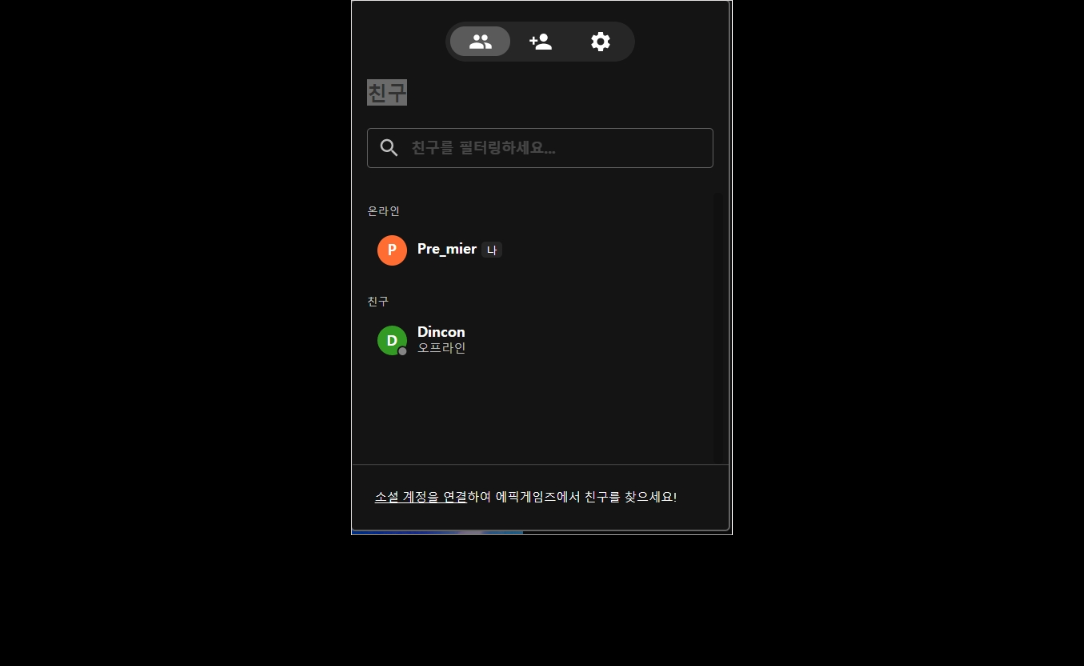 친구
친구를 필터링하세요...
온라인
P Pre_mier 나
친구
D Dincon
오프라인
소셜 계정을 연결하여 에픽게임즈에서 친구를 찾으세요!